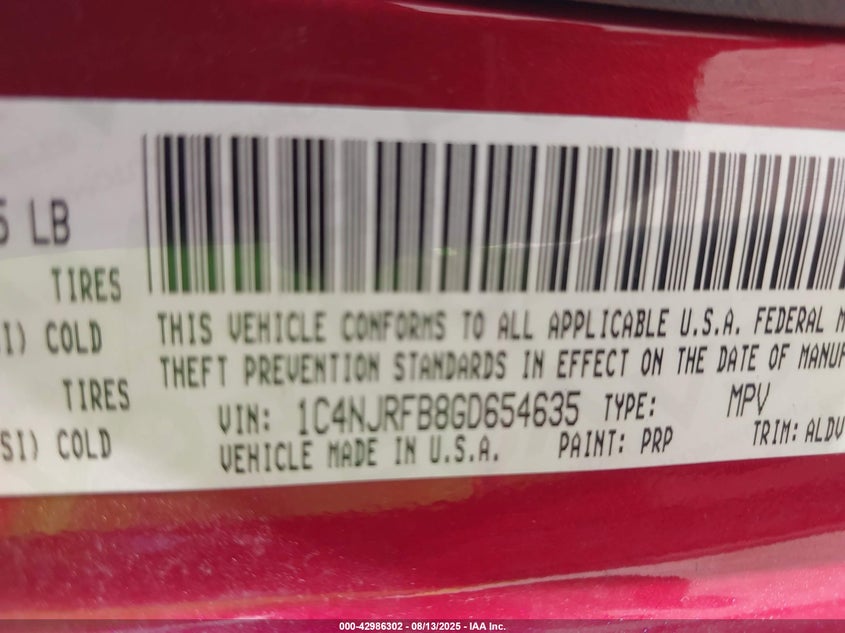 5 LB
TIRES
SI) COLD
TIRES
SI) COLD
THIS VEHICLE CONFORMS TO ALL APPLICABLE U.S.A. FEDERAL M
THEFT PREVENTION STANDARDS IN EFFECT ON THE DATE OF MANUF
VIN: 1C4NJRFB8GD654635 TYPE: MPV
VEHICLE MADE IN U.S.A. PAINT: PRP TRIM: ALDV
000-42986302 - 08/13/2025 - IAA Inc.